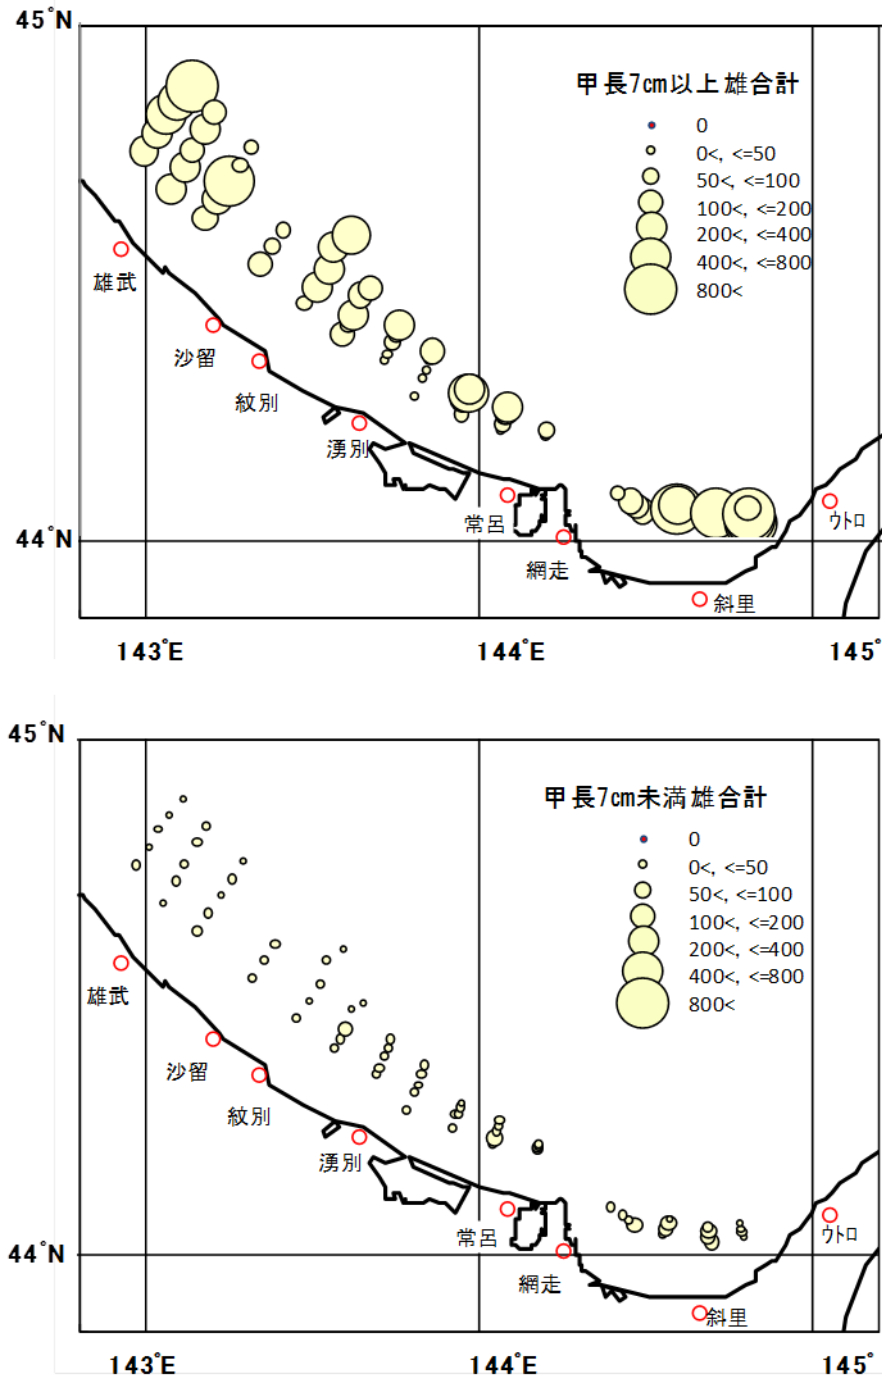 45°N
甲長7cm以上雄合計
0
0<, <=50
50<, <=100
100<, <=200
200<, <=400
400<, <=800
800<
雄武
沙留
紋別
湧別
常呂
ウトロ
44°N
網走
斜里
143°E
144°E
145°
45°N
甲長7cm未満雄合計
0
0<, <=50
50<, <=100
100<, <=200
200<, <=400
400<, <=800
800<
雄武
沙留
紋別
湧別
常呂
ウトロ
44°N
網走
斜里
143°E
144°E
145°